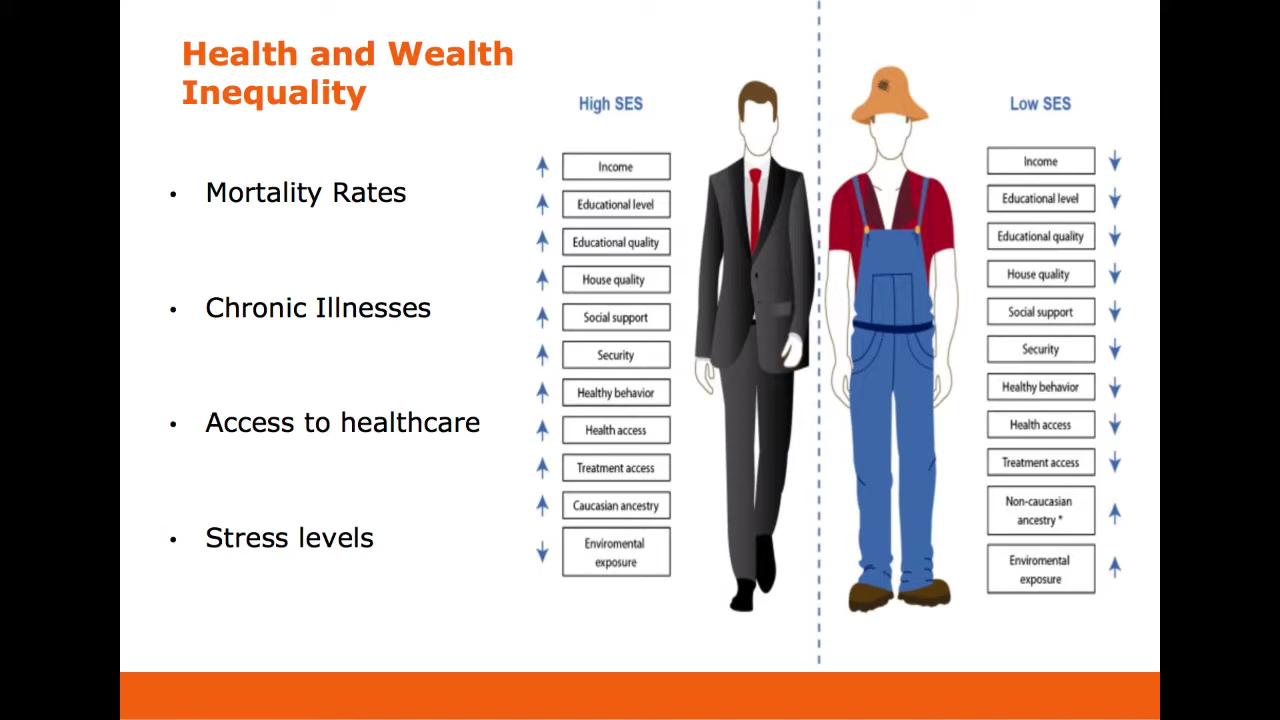 Health and Wealth
Inequality
• Mortality Rates
• Chronic Illnesses
• Access to healthcare
• Stress levels
High SES
Income
Educational level
Educational quality
House quality
Social support
Security
Healthy behavior
Health access
Treatment access
Caucasian ancestry
Enviromental
exposure
Low SES
Income
Educational level
Educational quality
House quality
Social support
Security
Healthy behavior
Health access
Treatment access
Non-caucasian
ancestry *
Enviromental
exposure